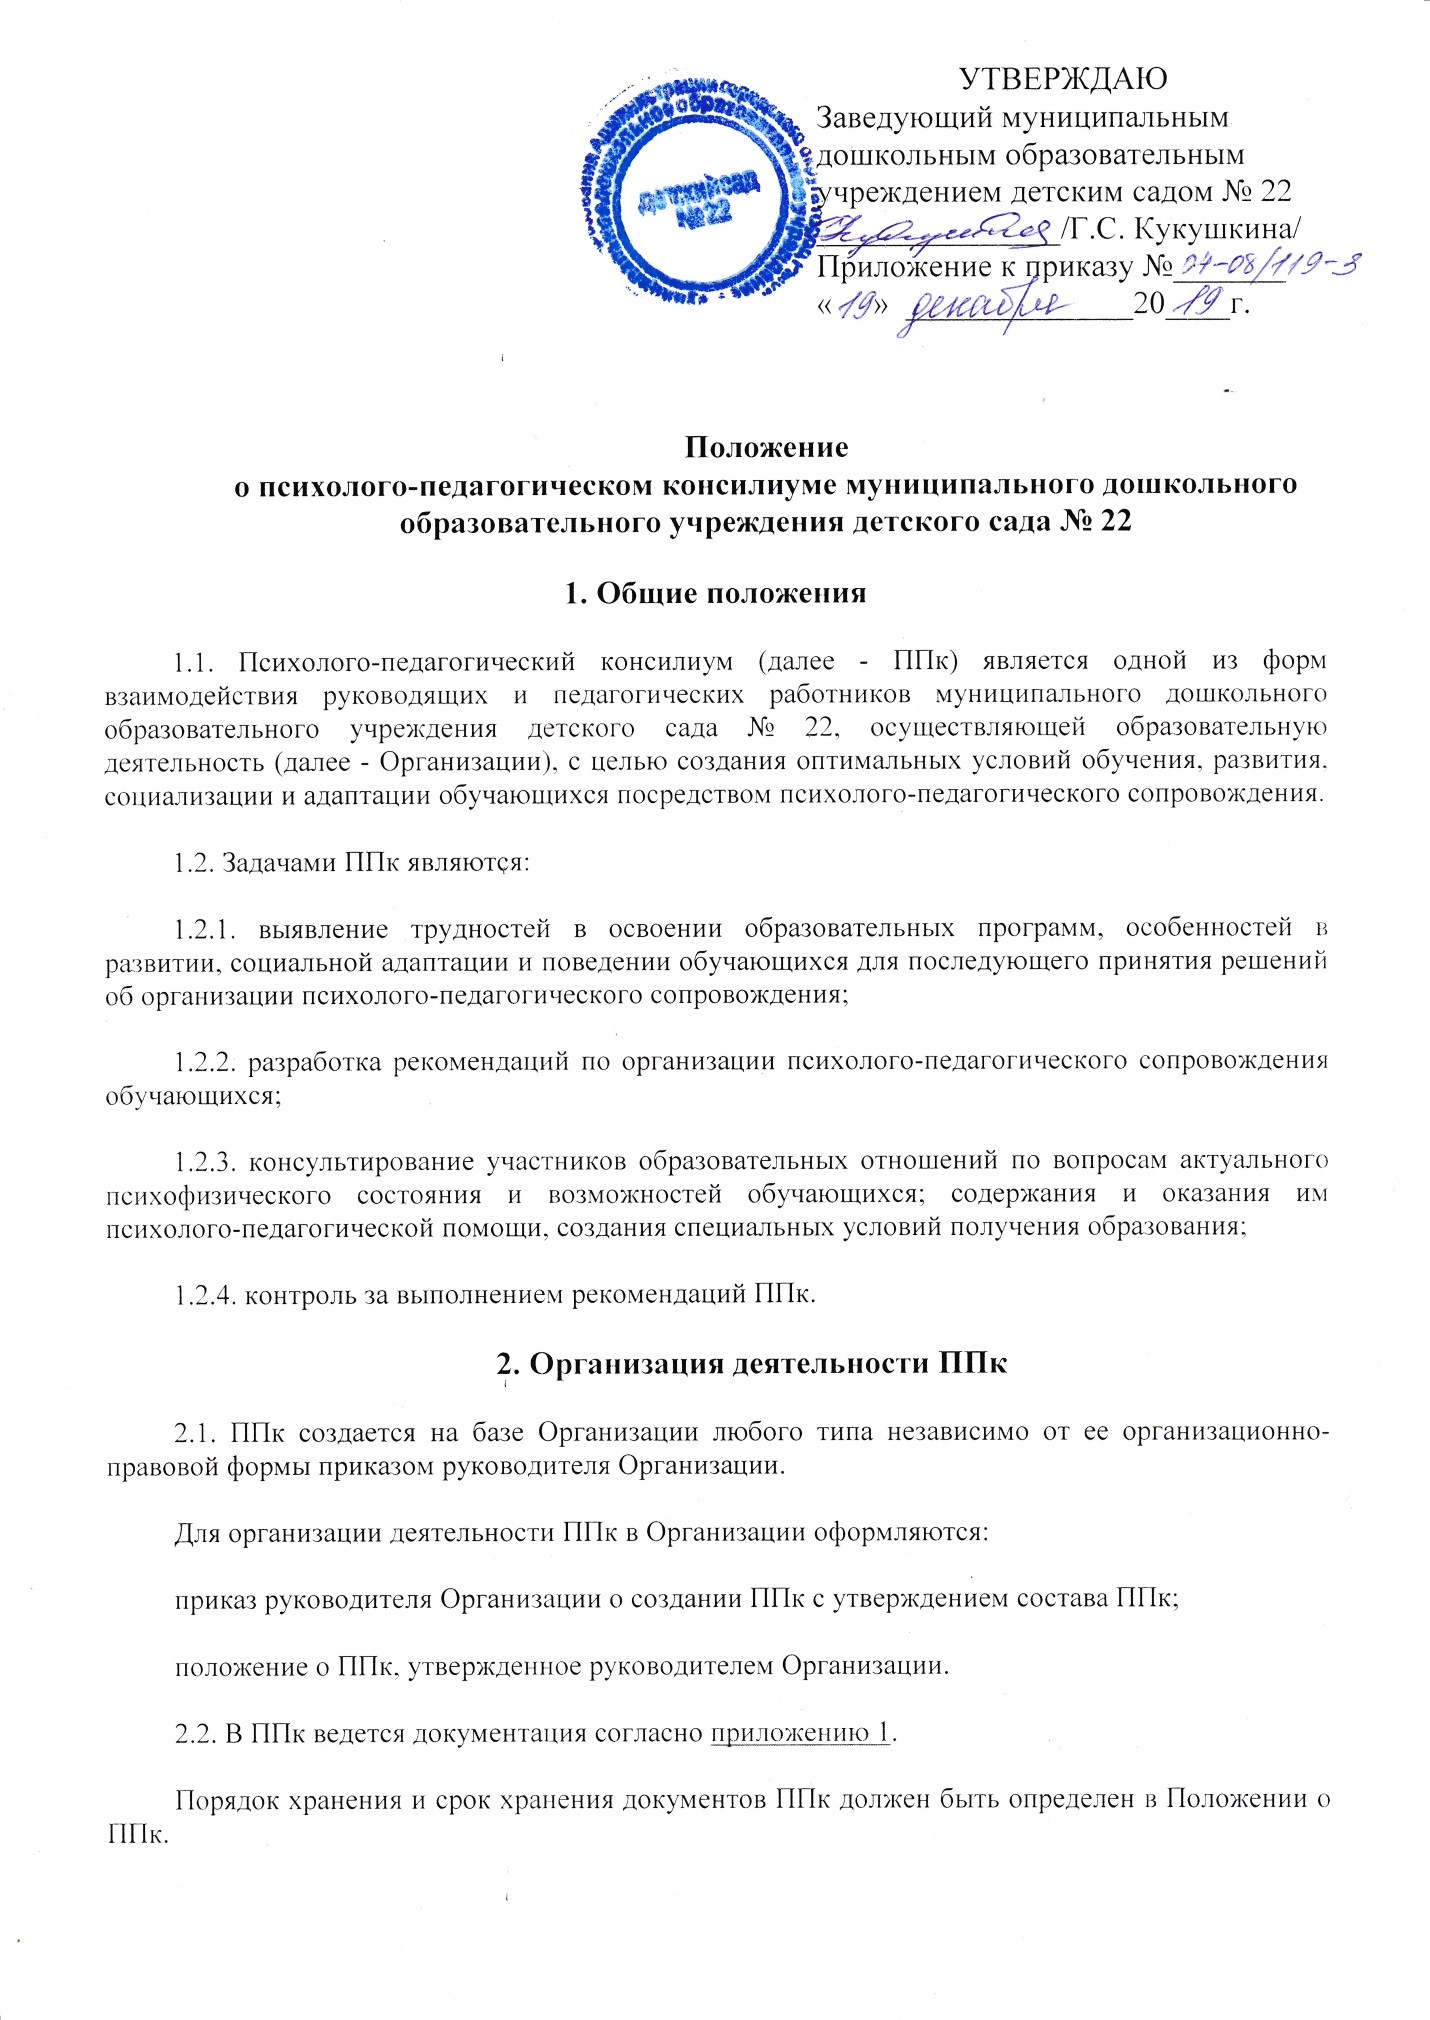 УТВЕРЖДАЮ
Заведующий муниципальным
дошкольным образовательным
учреждением детским садом № 22
/Г.С. Кукушкина/
Приложение к приказу № 04-08/119-3
«19» декабря 2019г.
ДЕТСКИЙ САД
№22
Положение
о психолого-педагогическом консилиуме муниципального дошкольного
образовательного учреждения детского сада № 22
1. Общие положения
1.1. Психолого-педагогический консилиум (далее - ППк) является одной из форм
взаимодействия руководящих и педагогических работников муниципального дошкольного
образовательного учреждения детского сада № 22, осуществляющей образовательную
деятельность (далее - Организации), с целью создания оптимальных условий обучения, развития,
социализации и адаптации обучающихся посредством психолого-педагогического сопровождения.
1.2. Задачами ППк являются:
1.2.1. выявление трудностей в освоении образовательных программ, особенностей в
развитии, социальной адаптации и поведении обучающихся для последующего принятия решений
об организации психолого-педагогического сопровождения;
1.2.2. разработка рекомендаций по организации психолого-педагогического сопровождения
обучающихся;
1.2.3. консультирование участников образовательных отношений по вопросам актуального
психофизического состояния и возможностей обучающихся; содержания и оказания им
психолого-педагогической помощи, создания специальных условий получения образования;
1.2.4. контроль за выполнением рекомендаций ППк.
2. Организация деятельности ППк
2.1. ППк создается на базе Организации любого типа независимо от ее организационно-
правовой формы приказом руководителя Организации.
Для организации деятельности ППк в Организации оформляются:
приказ руководителя Организации о создании ППк с утверждением состава ППк;
положение о ППк, утвержденное руководителем Организации.
2.2. В ППк ведется документация согласно приложению 1.
Порядок хранения и срок хранения документов ППк должен быть определен в Положении о
ППк.